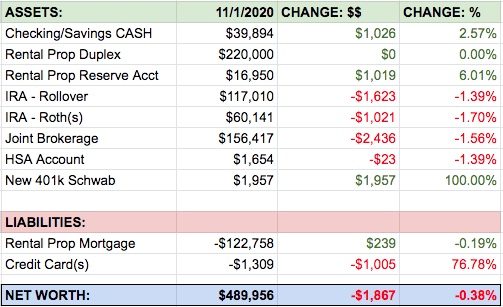 ASSETS: 11/1/2020 CHANGE: $$ CHANGE: %
Checking/Savings CASH $39,894 $1,026 2.57%
Rental Prop Duplex $220,000 $0 0.00%
Rental Prop Reserve Acct $16,950 $1,019 6.01%
IRA - Rollover $117,010 -$1,623 -1.39%
IRA - Roth(s) $60,141 -$1,021 -1.70%
Joint Brokerage $156,417 -$2,436 -1.56%
HSA Account $1,654 -$23 -1.39%
New 401k Schwab $1,957 $1,957 100.00%
LIABILITIES:
Rental Prop Mortgage -$122,758 $239 -0.19%
Credit Card(s) -$1,309 -$1,005 76.78%
NET WORTH: $489,956 -$1,867 -0.38%